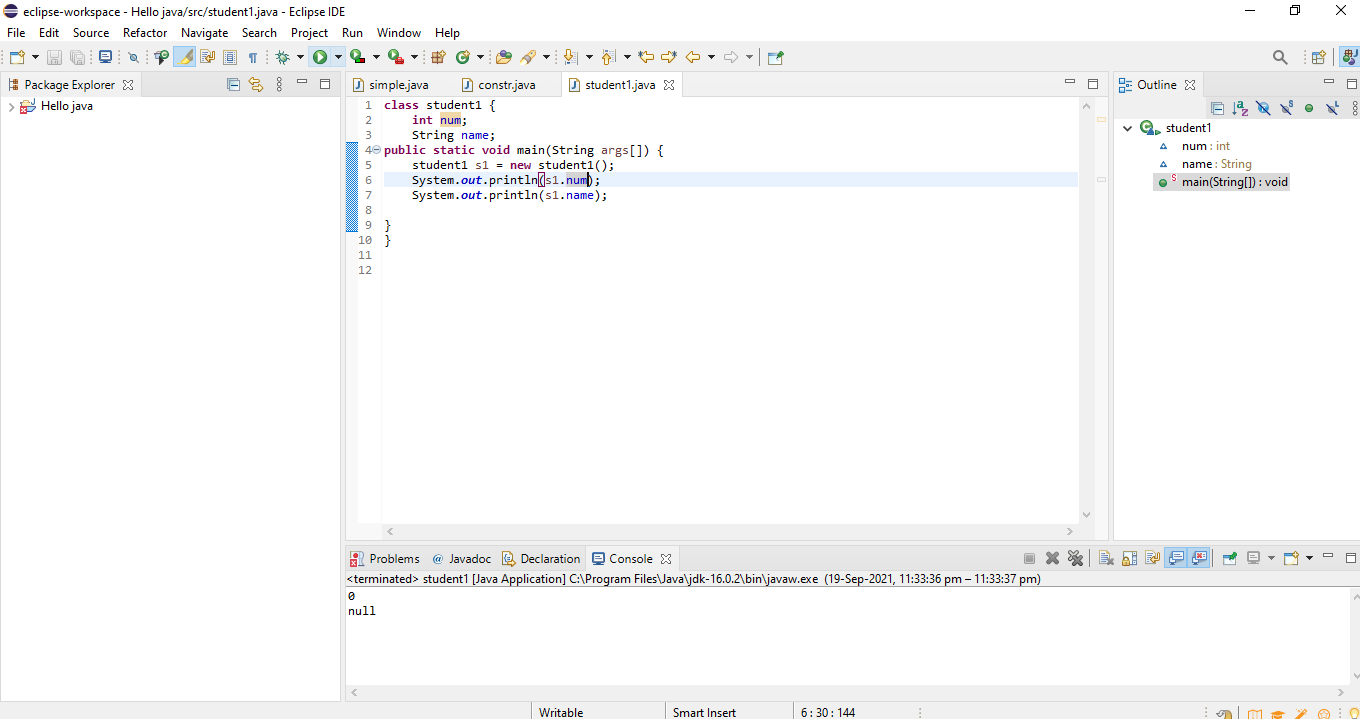 eclipse-workspace - Hello java/src/student1.java - Eclipse IDE
File Edit Source Refactor Navigate Search Project Run Window Help
Package Explorer
Hello java
simple.java constr.java student1.java
1 class student1 {
2 int num;
3 String name;
4 public static void main(String args[]) {
5 student1 s1 = new student1();
6 System.out.println(s1.num);
7 System.out.println(s1.name);
8
9 }
10 }
11
12
Outline
student1
num : int
name : String
main(String[]) : void
Problems @ Javadoc Declaration Console
<terminated> student1 [Java Application] C:\Program Files\Java\jdk-16.0.2\bin\javaw.exe (19-Sep-2021, 11:33:36 pm – 11:33:37 pm)
0
null
Writable Smart Insert 6 : 30 : 144